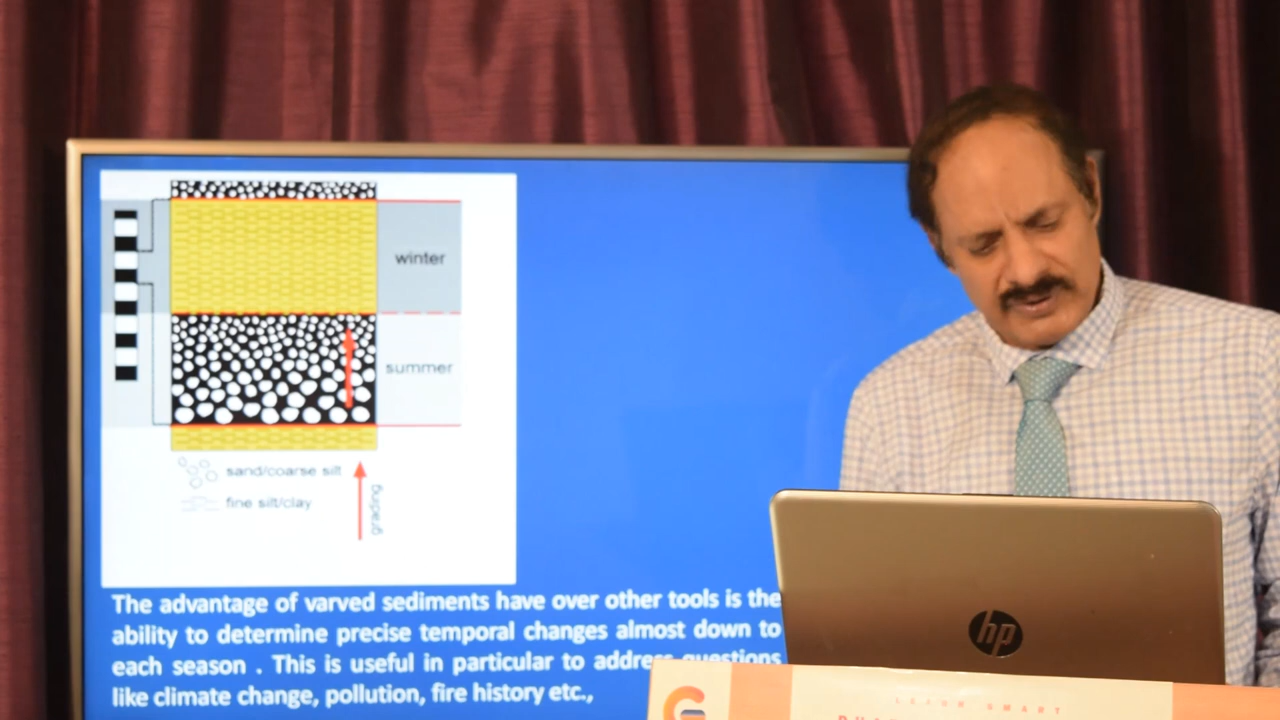 winter
summer
sand/coarse silt
fine silt/clay
grading
The advantage of varved sediments have over other tools is the
ability to determine precise temporal changes almost down to
each season . This is useful in particular to address questions
like climate change, pollution, fire history etc.,
hp
LEARN SMART